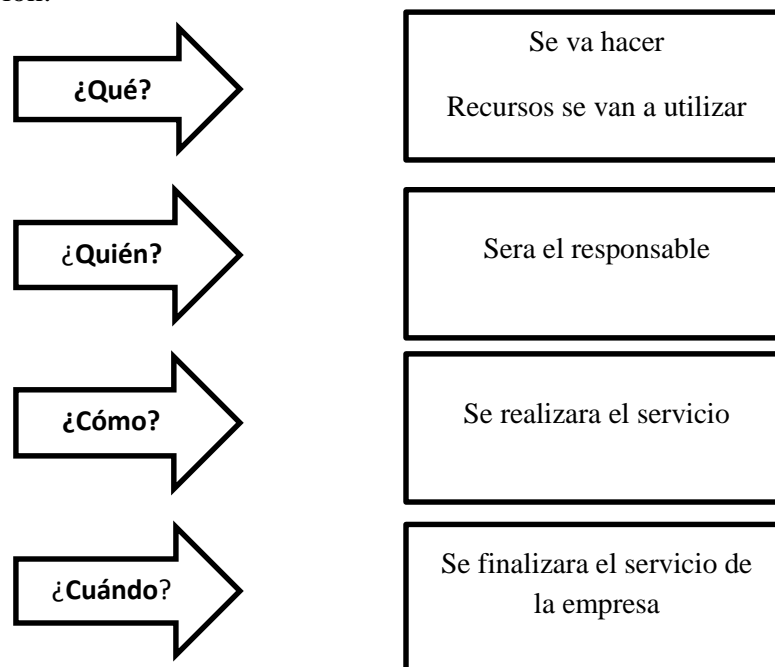 ¿Qué?
Se va hacer
Recursos se van a utilizar
¿Quién?
Sera el responsable
¿Cómo?
Se realizara el servicio
¿Cuándo?
Se finalizara el servicio de
la empresa